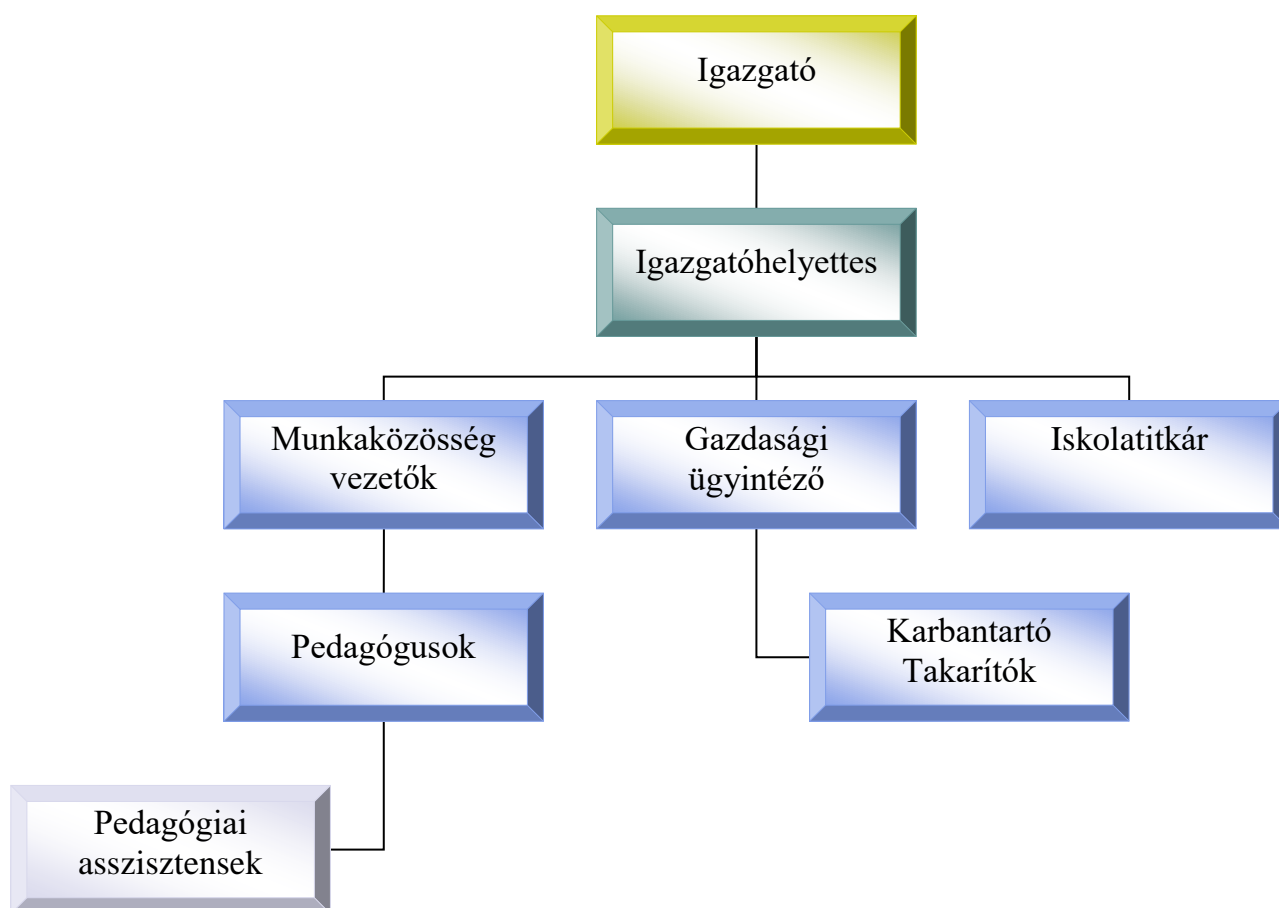 Igazgató
Igazgatóhelyettes
Munkaközösség
vezetők
Gazdasági
ügyintéző
Iskolatitkár
Pedagógusok
Karbantartó
Takarítók
Pedagógiai
asszisztensek